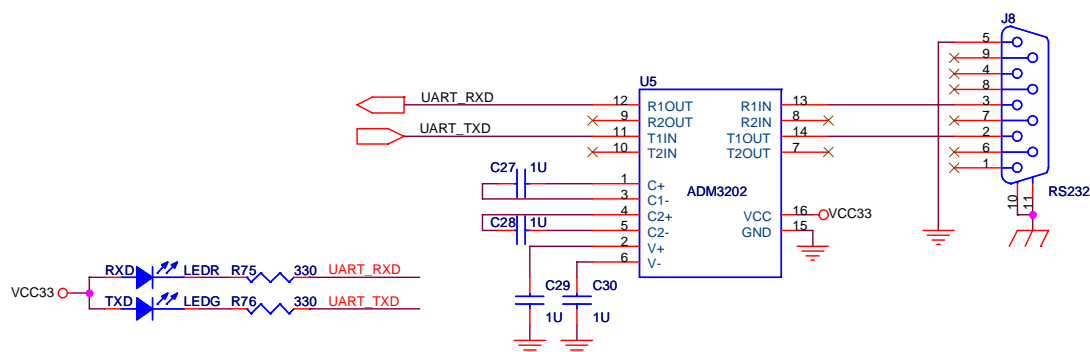 J8
5
9
4
8
3
7
2
6
1
10
11
RS232
U5
UART_RXD 12 R1OUT R1IN 13
9 R2OUT R2IN 8
UART_TXD 11 T1IN T1OUT 14
10 T2IN T2OUT 7
C27 1U 1 C+
3 C1-
ADM3202
C28 1U 4 C2+ VCC 16 VCC33
5 C2- GND 15
2 V+
6 V-
C29 C30
1U 1U
RXD LEDR R75 330 UART_RXD
VCC33
TXD LEDG R76 330 UART_TXD